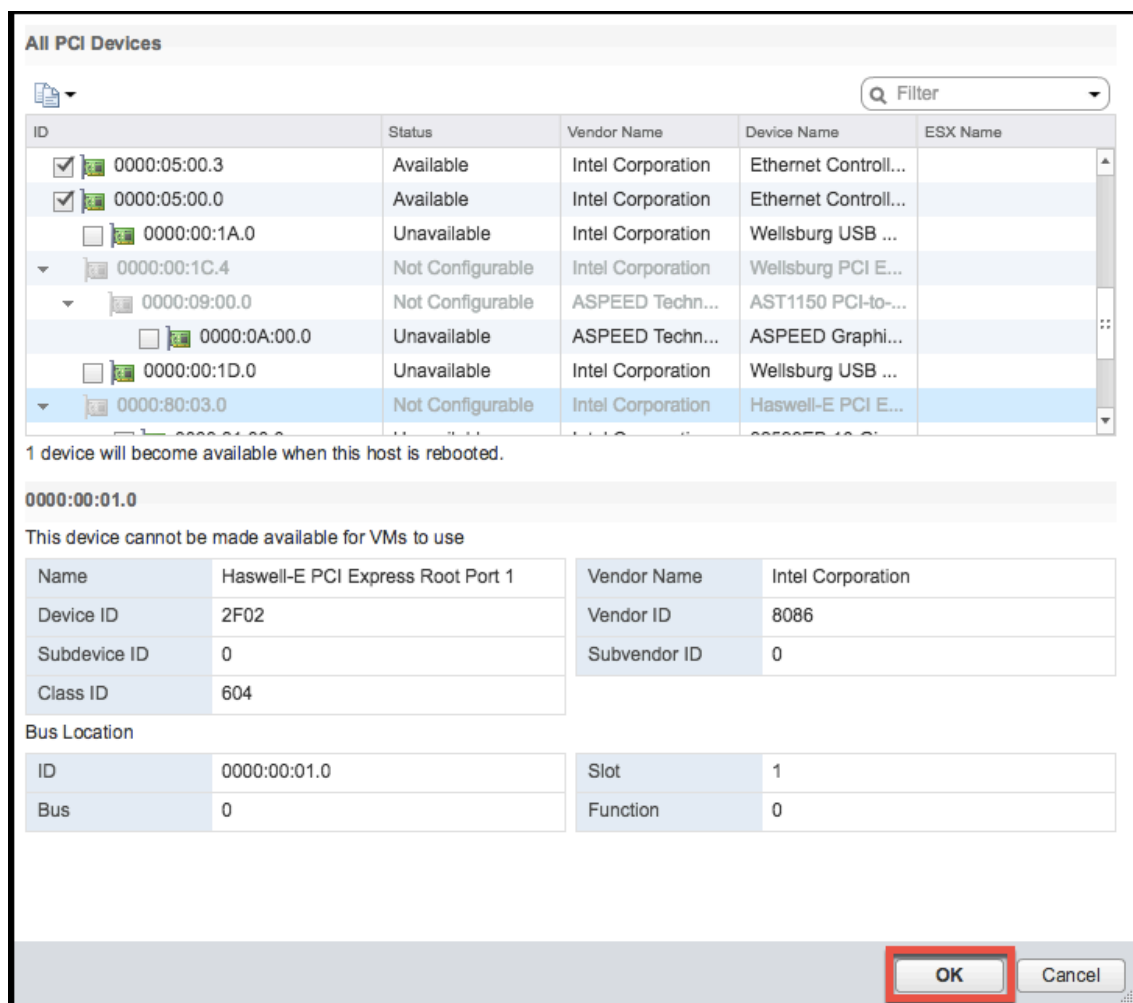 All PCI Devices
Filter
ID Status Vendor Name Device Name ESX Name
0000:05:00.3 Available Intel Corporation Ethernet Controll...
0000:05:00.0 Available Intel Corporation Ethernet Controll...
0000:00:1A.0 Unavailable Intel Corporation Wellsburg USB ...
0000:00:1C.4 Not Configurable Intel Corporation Wellsburg PCI E...
0000:09:00.0 Not Configurable ASPEED Techn... AST1150 PCI-to-...
0000:0A:00.0 Unavailable ASPEED Techn... ASPEED Graphi...
0000:00:1D.0 Unavailable Intel Corporation Wellsburg USB ...
0000:80:03.0 Not Configurable Intel Corporation Haswell-E PCI E...
1 device will become available when this host is rebooted.
0000:00:01.0
This device cannot be made available for VMs to use
Name Haswell-E PCI Express Root Port 1 Vendor Name Intel Corporation
Device ID 2F02 Vendor ID 8086
Subdevice ID 0 Subvendor ID 0
Class ID 604
Bus Location
ID 0000:00:01.0 Slot 1
Bus 0 Function 0
OK Cancel